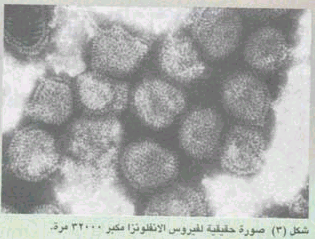 شكل (٣) صورة حقيقية لفيروس الانفلونزا مكبر ٣٢٠٠٠ مرة.